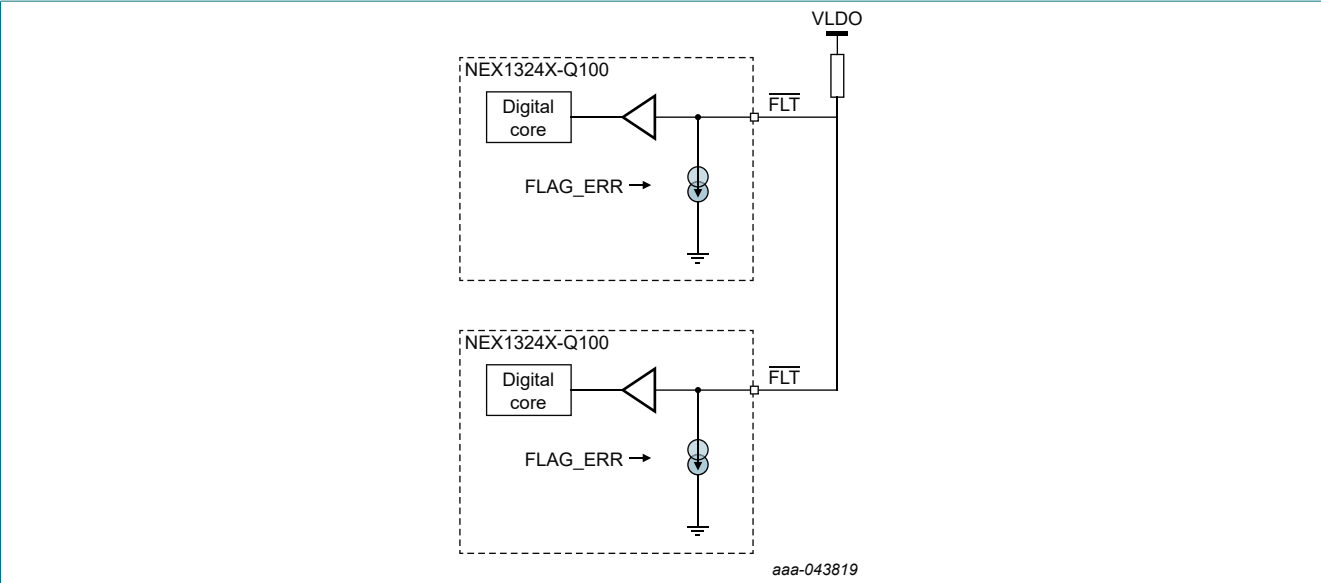 VLDO
NEX1324X-Q100
FLT
Digital
core
FLAG_ERR
NEX1324X-Q100
FLT
Digital
core
FLAG_ERR
aaa-043819